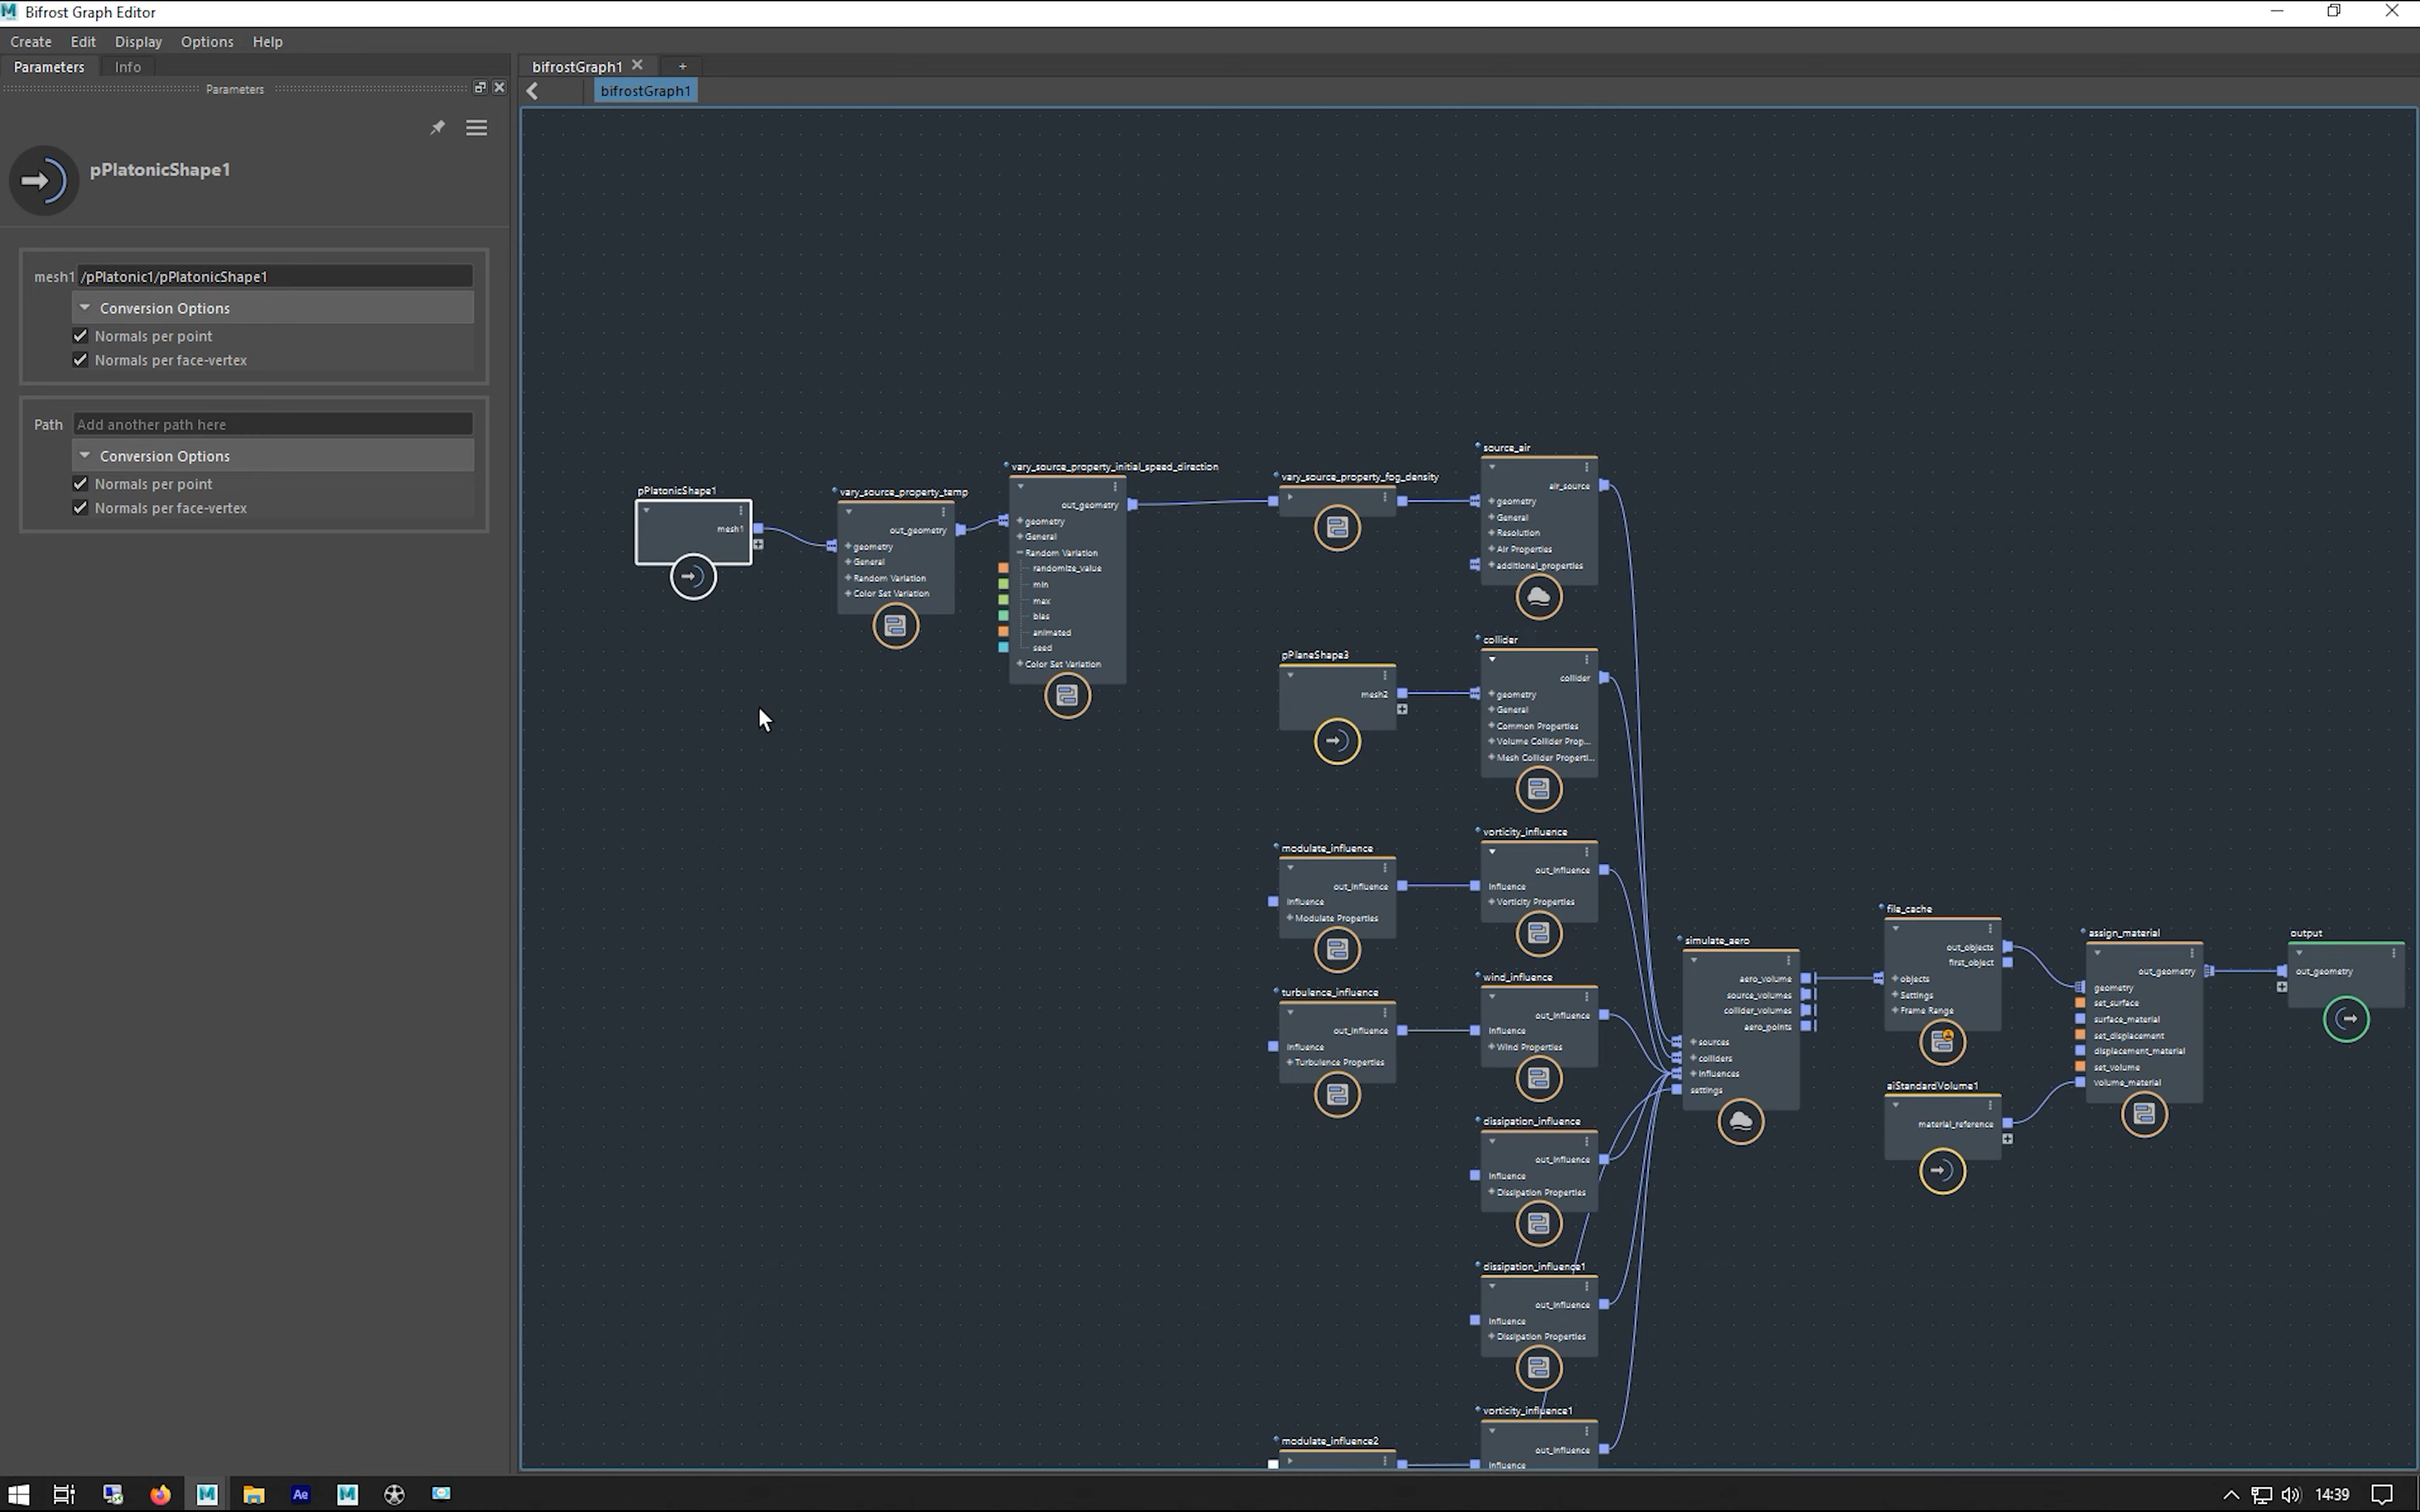 Bifrost Graph Editor
Create Edit Display Options Help
Parameters Info
Parameters
pPlatonicShape1
mesh1 /pPlatonic1/pPlatonicShape1
Conversion Options
Normals per point
Normals per face-vertex
Path Add another path here
Conversion Options
Normals per point
Normals per face-vertex
bifrostGraph1
bifrostGraph1
pPlatonicShape1
mesh1
vary_source_property_temp
out_geometry
geometry
General
Random Variation
Color Set Variation
vary_source_property_initial_speed_direction
out_geometry
geometry
General
Random Variation
randomize_value
min
max
bias
animated
seed
Color Set Variation
vary_source_property_fog_density
source_air
air_source
geometry
General
Resolution
Air Properties
additional_properties
pPlaneShape3
mesh2
collider
collider
geometry
General
Common Properties
Volume Collider Prop...
Mesh Collider Properti...
modulate_influence
out_influence
influence
Modulate Properties
vorticity_influence
out_influence
influence
Vorticity Properties
turbulence_influence
out_influence
influence
Turbulence Properties
wind_influence
out_influence
influence
Wind Properties
dissipation_influence
out_influence
influence
Dissipation Properties
dissipation_influence1
out_influence
influence
Dissipation Properties
modulate_influence2
vorticity_influence1
out_influence
influence
simulate_aero
aero_volume
source_volumes
collider_volumes
aero_points
sources
colliders
influences
settings
file_cache
out_objects
first_object
objects
Settings
Frame Range
aiStandardVolume1
material_reference
assign_material
out_geometry
geometry
set_surface
surface_material
set_displacement
displacement_material
set_volume
volume_material
output
out_geometry
Ae
14:39